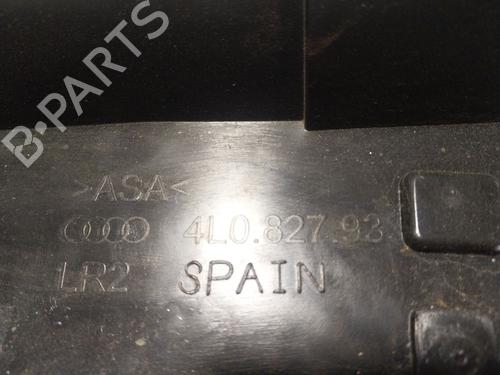 B-PARTS
>ASA<
4L0.827.93
LR2 SPAIN